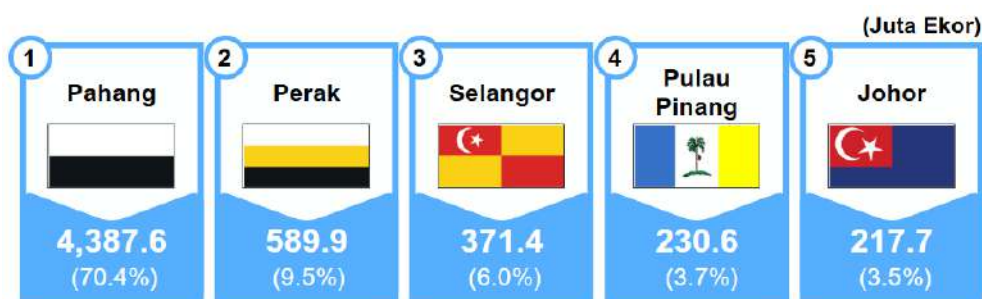 (Juta Ekor)
1
Pahang
4,387.6
(70.4%)
2
Perak
589.9
(9.5%)
3
Selangor
371.4
(6.0%)
4
Pulau
Pinang
230.6
(3.7%)
5
Johor
217.7
(3.5%)